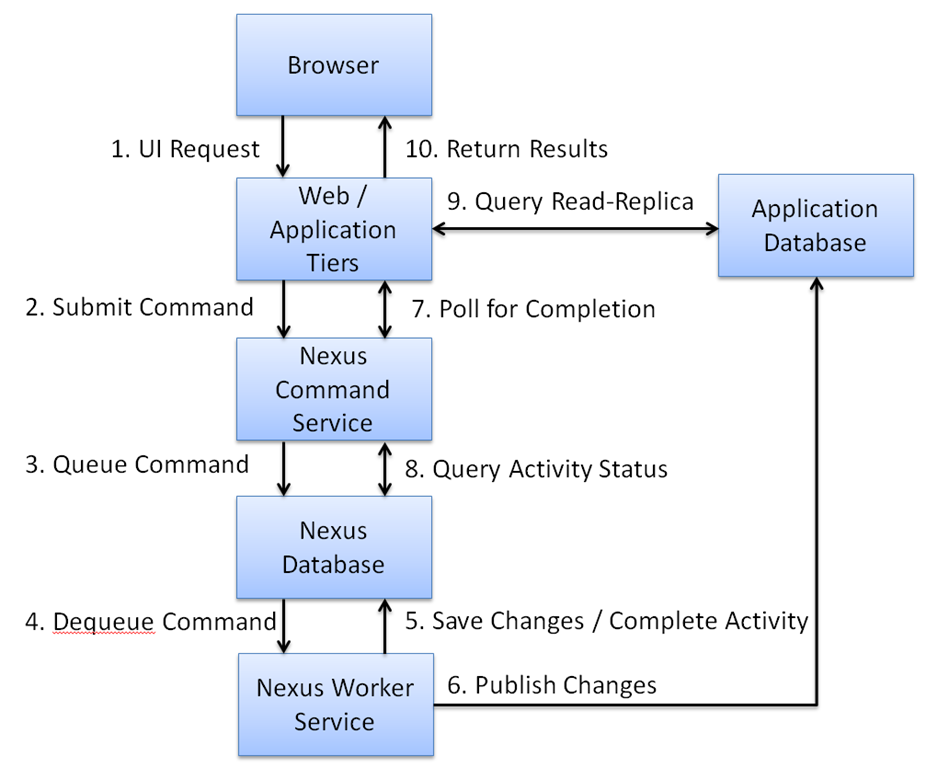 Browser
1. UI Request
10. Return Results
Web /
Application
Tiers
9. Query Read-Replica
Application
Database
2. Submit Command
7. Poll for Completion
Nexus
Command
Service
3. Queue Command
8. Query Activity Status
Nexus
Database
4. Dequeue Command
5. Save Changes / Complete Activity
Nexus Worker
Service
6. Publish Changes